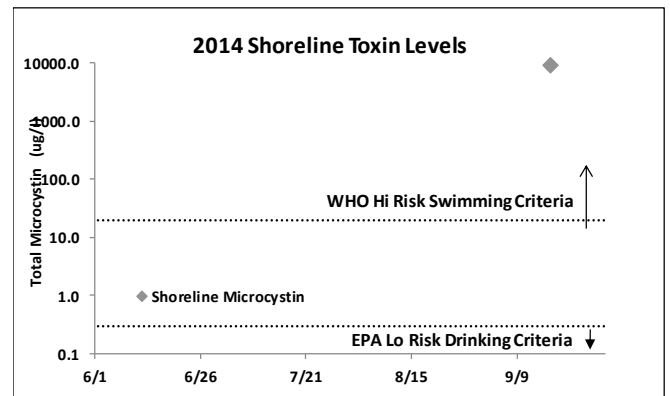 2014 Shoreline Toxin Levels
Total Microcystin (ug/l)
10000.0
1000.0
100.0
10.0
1.0
0.1
WHO Hi Risk Swimming Criteria
Shoreline Microcystin
EPA Lo Risk Drinking Criteria
6/1 6/26 7/21 8/15 9/9